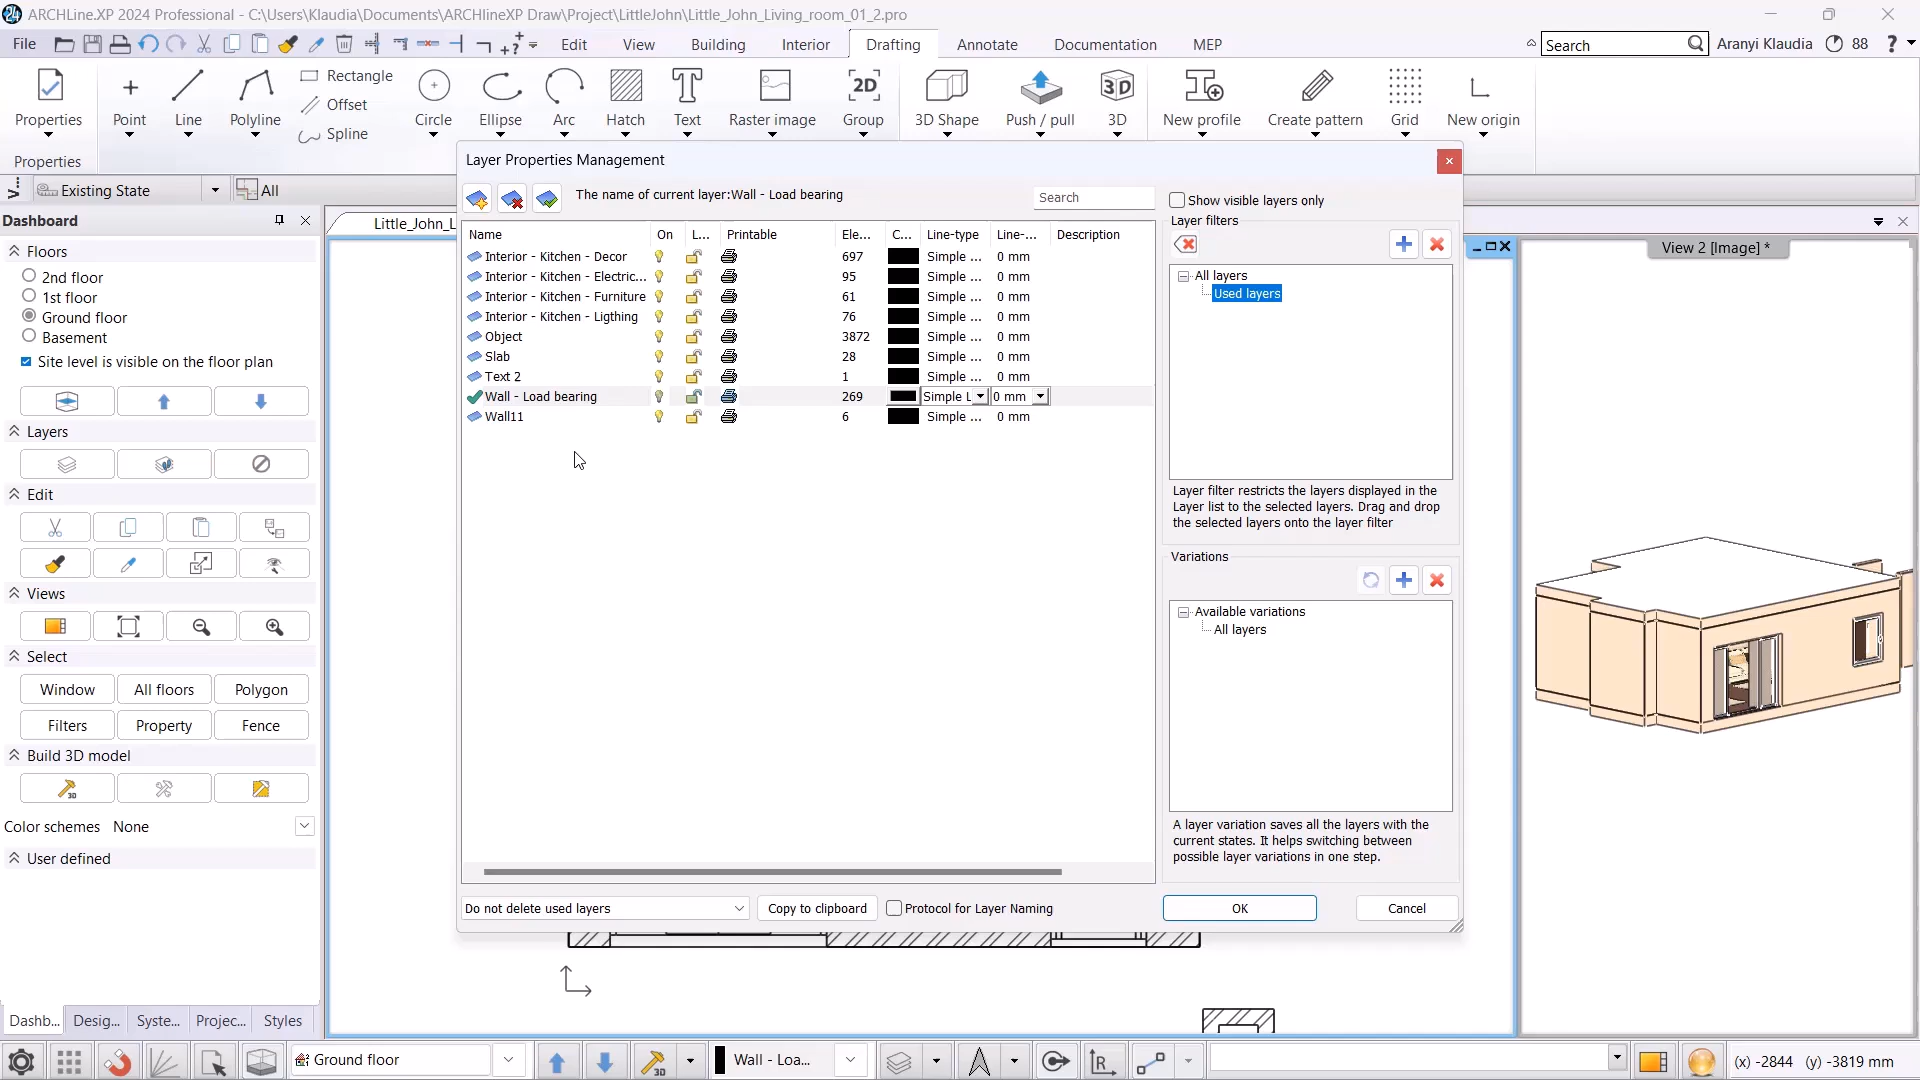 ARCHLine.XP 2024 Professional - C:\Users\Klaudia\Documents\ARCHlineXP Draw\Project\LittleJohn\Little_John_Living_room_01_2.pro
File Edit View Building Interior Drafting Annotate Documentation MEP Search Aranyi Klaudia 88 ?
Properties Point Line Polyline Rectangle Offset Spline Circle Ellipse Arc Hatch Text Raster image 2D Group 3D Shape Push / pull 3D 3D New profile Create pattern Grid New origin
Properties
Existing State All
Dashboard
Little_John_L
View 2 [Image] *
Floors
2nd floor
1st floor
Ground floor
Basement
Site level is visible on the floor plan
Layers
Edit
Views
Select
Window All floors Polygon
Filters Property Fence
Build 3D model
3D
Color schemes None
User defined
Dashb... Desig... Syste... Projec... Styles
Layer Properties Management
The name of current layer:Wall - Load bearing
Search
Name On L... Printable Ele... C... Line-type Line-... Description
Interior - Kitchen - Decor 697 Simple ... 0 mm
Interior - Kitchen - Electric... 95 Simple ... 0 mm
Interior - Kitchen - Furniture 61 Simple ... 0 mm
Interior - Kitchen - Ligthing 76 Simple ... 0 mm
Object 3872 Simple ... 0 mm
Slab 28 Simple ... 0 mm
Text 2 1 Simple ... 0 mm
Wall - Load bearing 269 Simple L 0 mm
Wall11 6 Simple ... 0 mm
Show visible layers only
Layer filters
All layers
Used layers
Layer filter restricts the layers displayed in the
Layer list to the selected layers. Drag and drop
the selected layers onto the layer filter
Variations
Available variations
All layers
A layer variation saves all the layers with the
current states. It helps switching between
possible layer variations in one step.
Do not delete used layers Copy to clipboard Protocol for Layer Naming OK Cancel
Ground floor 3D Wall - Loa... R (x) -2844 (y) -3819 mm